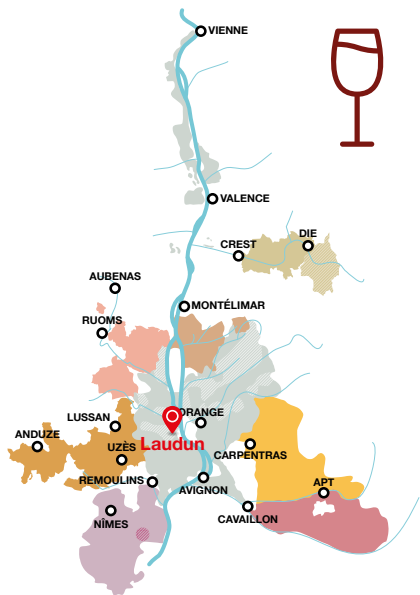 VIENNE
VALENCE
DIE
CREST
AUBENAS
MONTÉLIMAR
RUOMS
LUSSAN
ORANGE
ANDUZE
Laudun
UZÈS
CARPENTRAS
REMOULINS
AVIGNON
APT
NÎMES
CAVAILLON